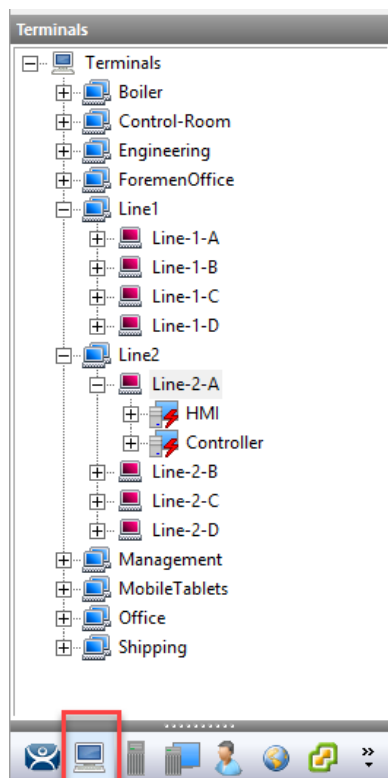 Terminals
Terminals
Boiler
Control-Room
Engineering
ForemenOffice
Line1
Line-1-A
Line-1-B
Line-1-C
Line-1-D
Line2
Line-2-A
HMI
Controller
Line-2-B
Line-2-C
Line-2-D
Management
MobileTablets
Office
Shipping